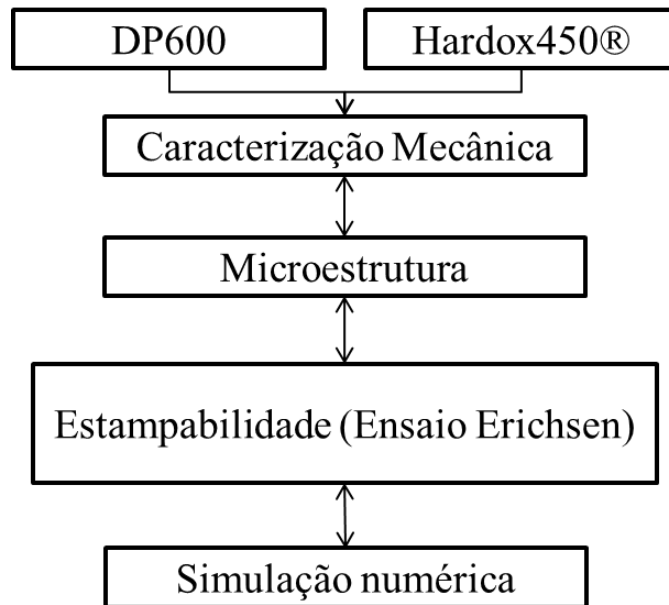 DP600
Hardox450®
Caracterização Mecânica
Microestrutura
Estampabilidade (Ensaio Erichsen)
Simulação numérica